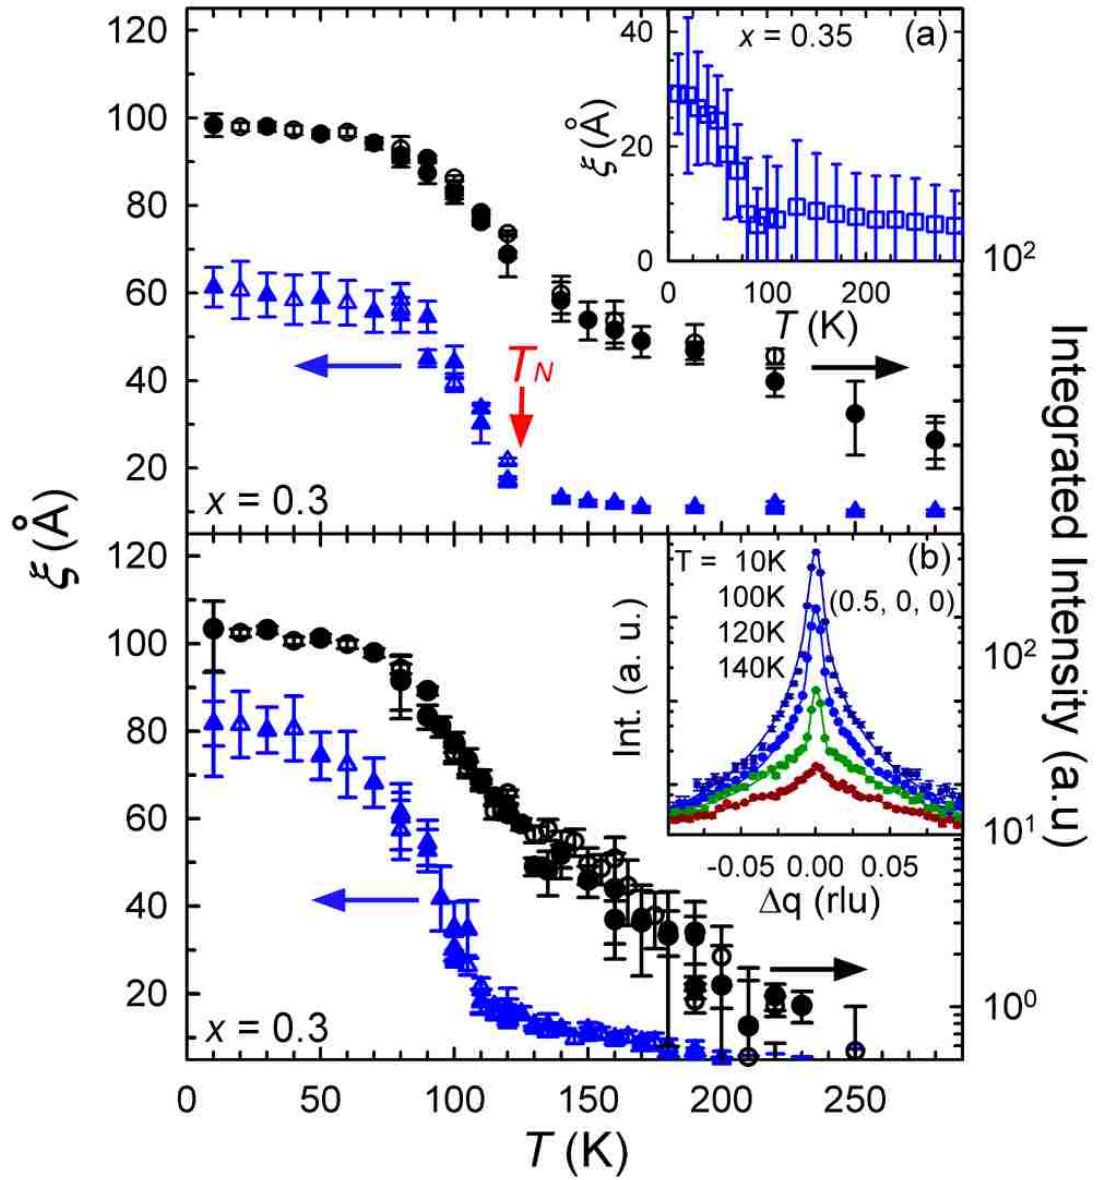 120
100
80
60
40
20
ξ (Å)
x = 0.3
T_N
40
20
0
ξ (Å)
x = 0.35
(a)
0 100 200
T (K)
10²
120
100
80
60
40
20
x = 0.3
(b)
T = 10K
100K
120K
140K
(0.5, 0, 0)
Int. (a. u.)
-0.05 0.00 0.05
Δq (rlu)
10²
10¹
10⁰
Integrated Intensity (a.u)
0 50 100 150 200 250
T (K)